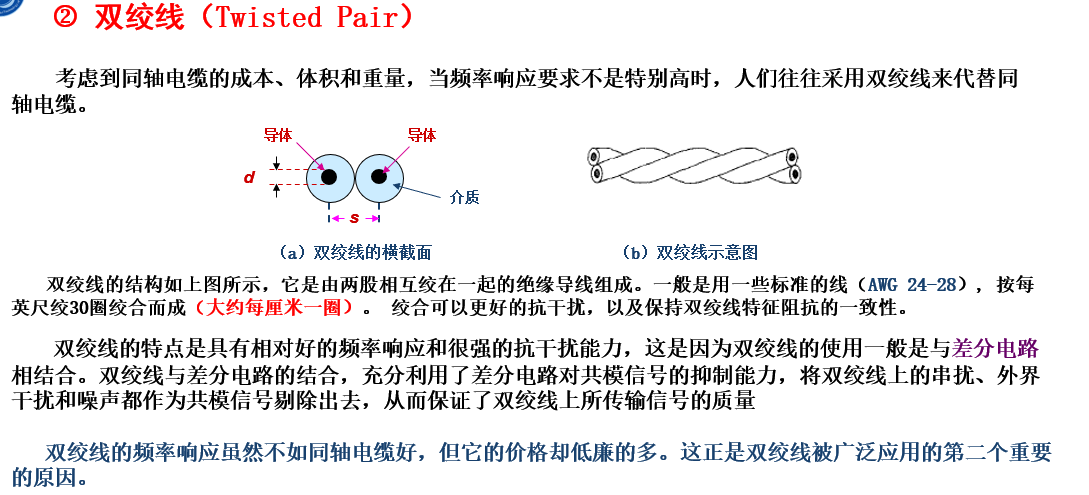 ② 双绞线（Twisted Pair）
考虑到同轴电缆的成本、体积和重量，当频率响应要求不是特别高时，人们往往采用双绞线来代替同
轴电缆。
导体
导体
d
介质
s
（a）双绞线的横截面
（b）双绞线示意图
双绞线的结构如上图所示，它是由两股相互绞在一起的绝缘导线组成。一般是用一些标准的线（AWG 24-28），按每
英尺绞30圈绞合而成（大约每厘米一圈）。 绞合可以更好的抗干扰，以及保持双绞线特征阻抗的一致性。
双绞线的特点是具有相对好的频率响应和很强的抗干扰能力，这是因为双绞线的使用一般是与差分电路
相结合。双绞线与差分电路的结合，充分利用了差分电路对共模信号的抑制能力，将双绞线上的串扰、外界
干扰和噪声都作为共模信号剔除出去，从而保证了双绞线上所传输信号的质量
双绞线的频率响应虽然不如同轴电缆好，但它的价格却低廉的多。这正是双绞线被广泛应用的第二个重要
的原因。